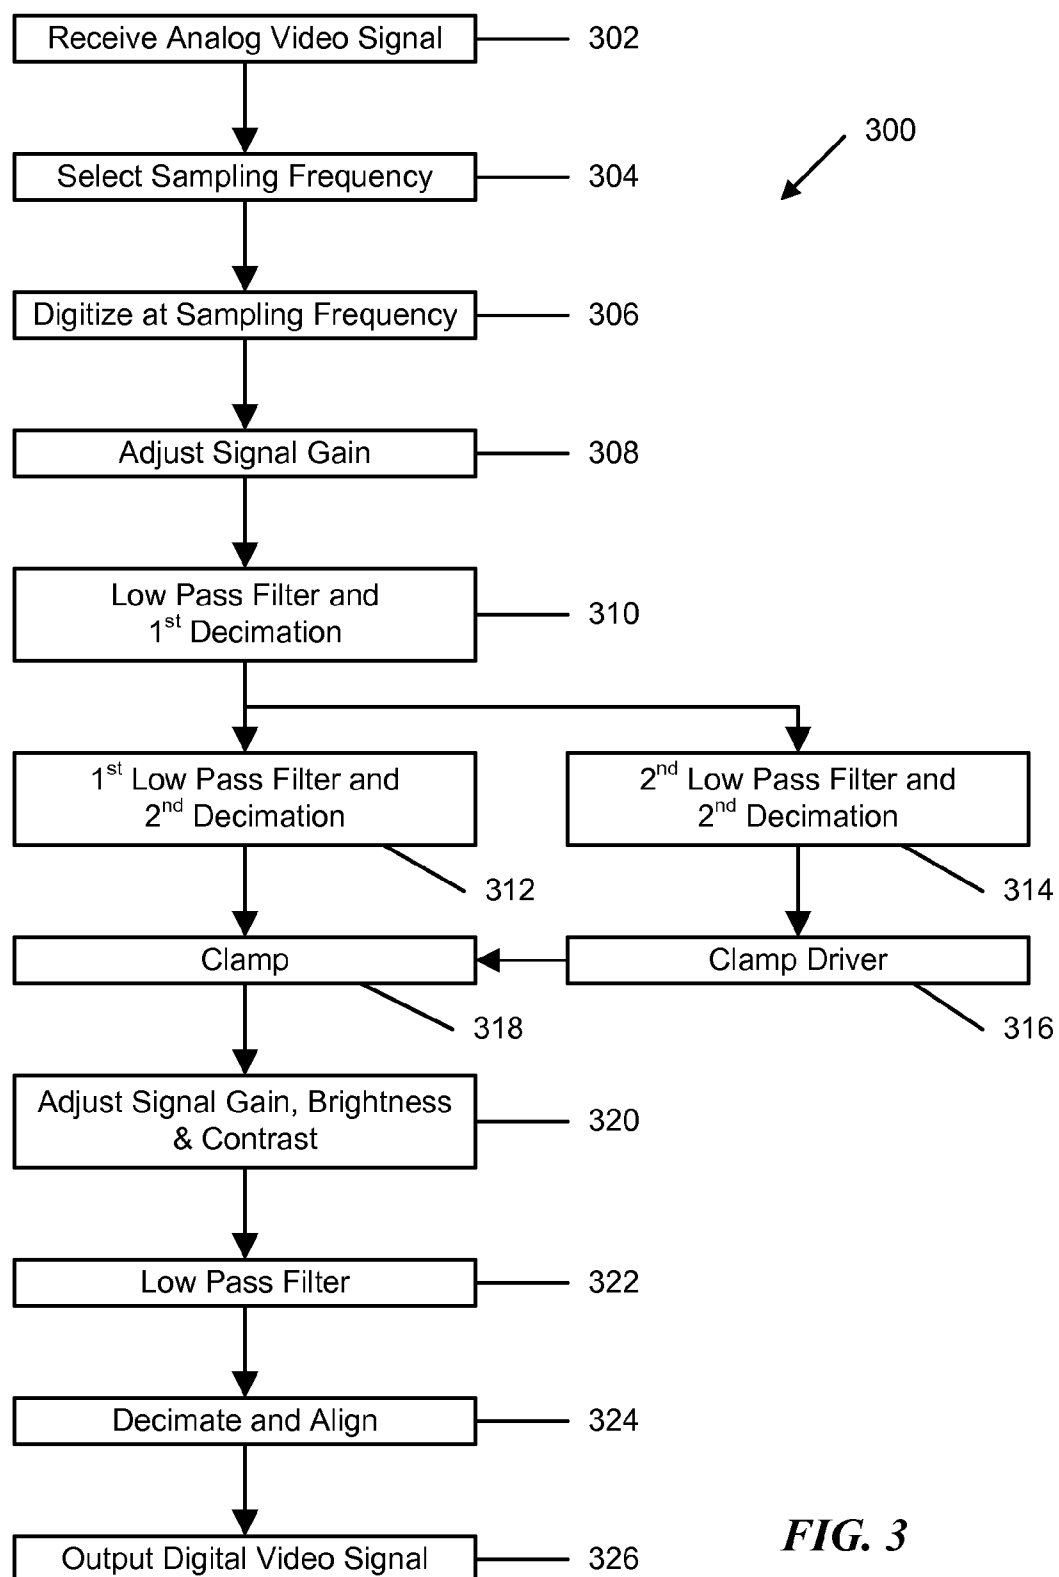 Receive Analog Video Signal 302
300
Select Sampling Frequency 304
Digitize at Sampling Frequency 306
Adjust Signal Gain 308
Low Pass Filter and
1st Decimation
310
1st Low Pass Filter and
2nd Decimation
312
2nd Low Pass Filter and
2nd Decimation
314
Clamp
318
Clamp Driver
316
Adjust Signal Gain, Brightness
& Contrast
320
Low Pass Filter 322
Decimate and Align 324
Output Digital Video Signal 326
FIG. 3